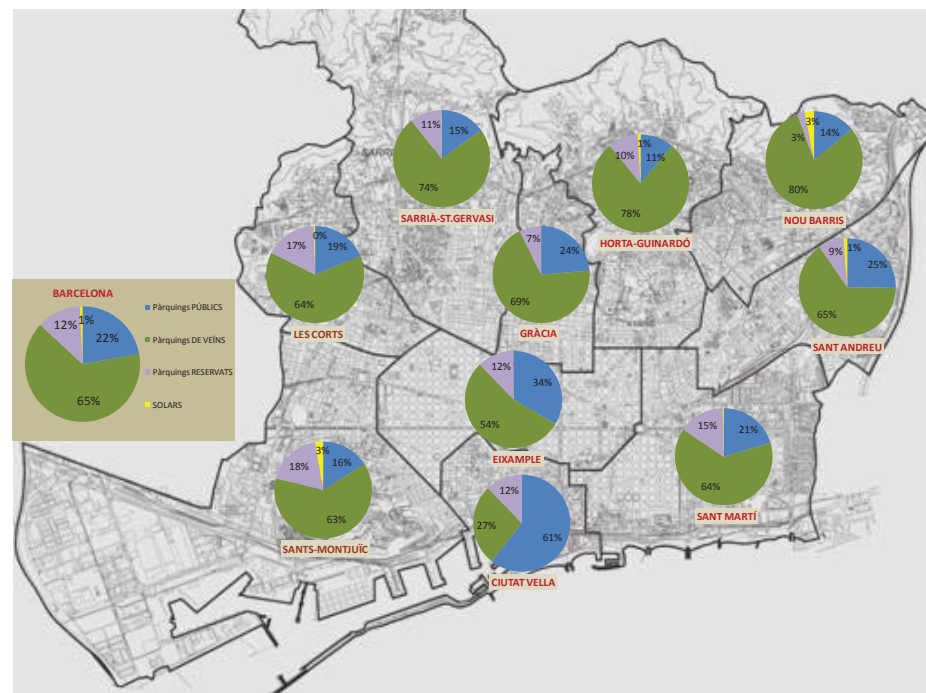 11%
15%
74%
SARRIÀ-ST.GERVASI
1%
10%
11%
78%
HORTA-GUINARDÓ
3%
3%
14%
80%
NOU BARRIS
0%
17%
19%
64%
LES CORTS
7%
24%
69%
GRÀCIA
1%
9%
25%
65%
SANT ANDREU
BARCELONA
1%
12%
22%
65%
Pàrquings PÚBLICS
Pàrquings DE VEÏNS
Pàrquings RESERVATS
SOLARS
12%
34%
54%
EIXAMPLE
15%
21%
64%
SANT MARTÍ
3%
18%
16%
63%
SANTS-MONTJUÏC
12%
27%
61%
CIUTAT VELLA